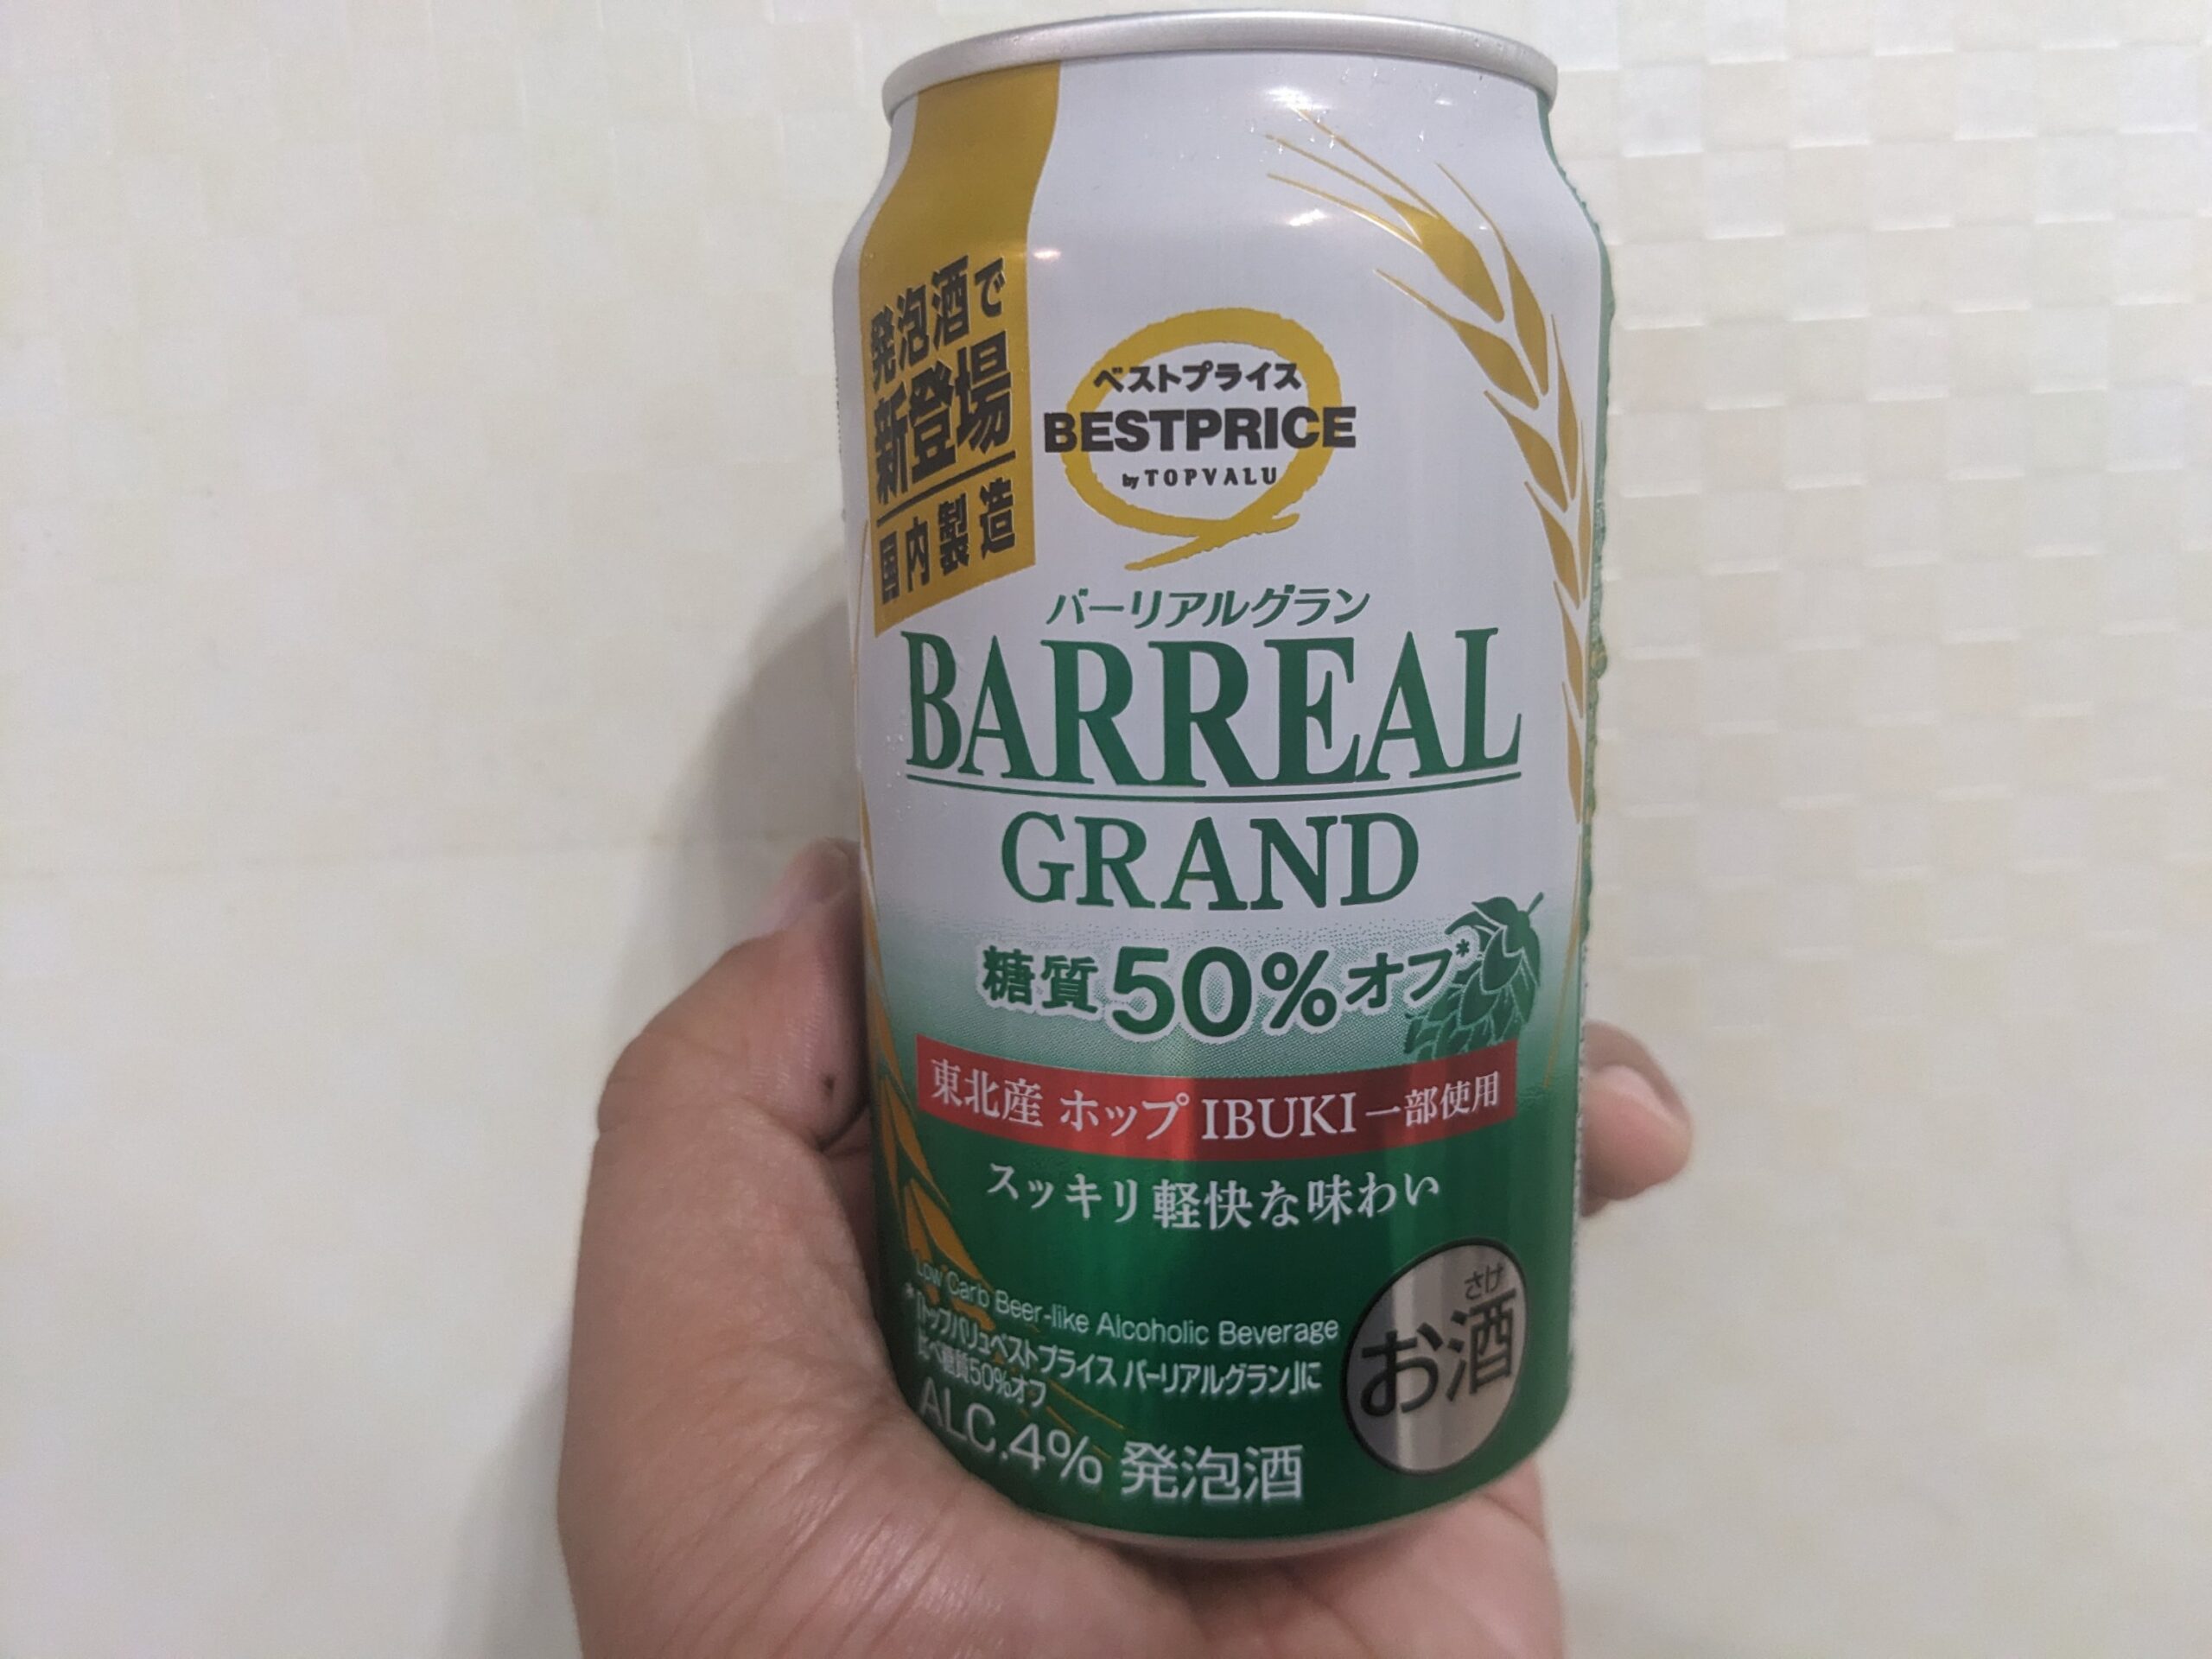 発泡酒で
新登場
国内製造
ベストプライス
BESTPRICE
by TOPVALU
バーリアルグラン
BARREAL
GRAND
糖質50%オフ*
東北産 ホップ IBUKI 一部使用
スッキリ軽快な味わい
Low Carb Beer-like Alcoholic Beverage
*「トップバリュベストプライス バーリアルグラン」に
比べ糖質50%オフ
ALC.4% 発泡酒
さけ
お酒